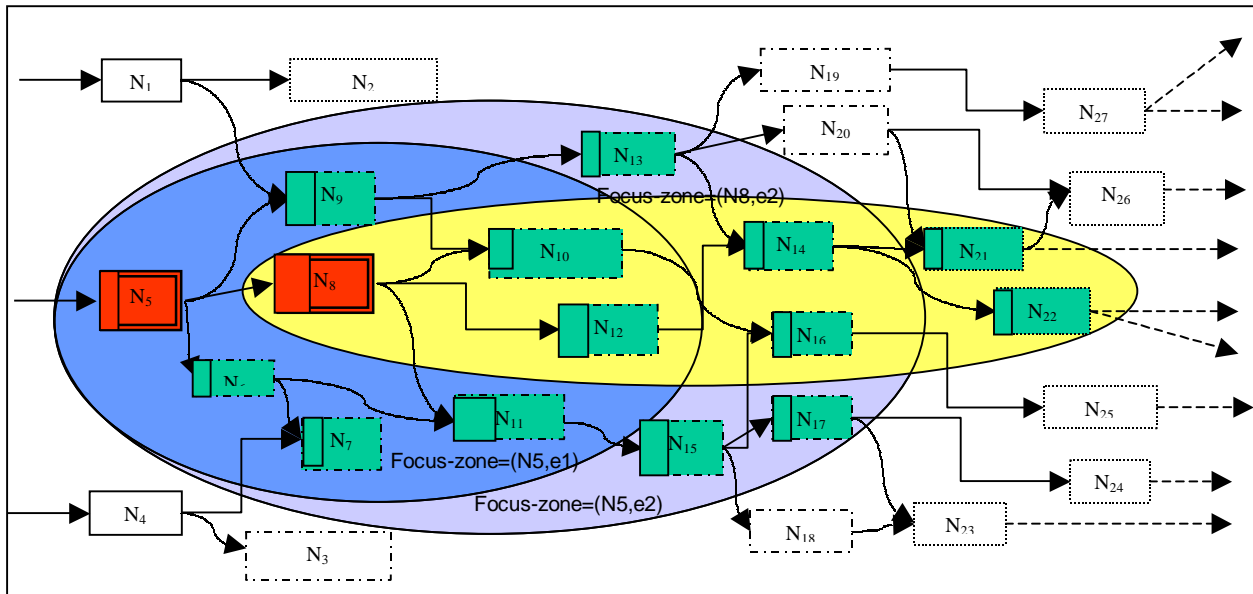 N19
N1
N2
N27
N20
N13
N9
Focus-zone=(N8,e2)
N26
N10
N14
N21
N8
N5
N22
N12
N16
N25
N11
N17
N7
N15
Focus-zone=(N5,e1)
N24
Focus-zone=(N5,e2)
N4
N18
N23
N3